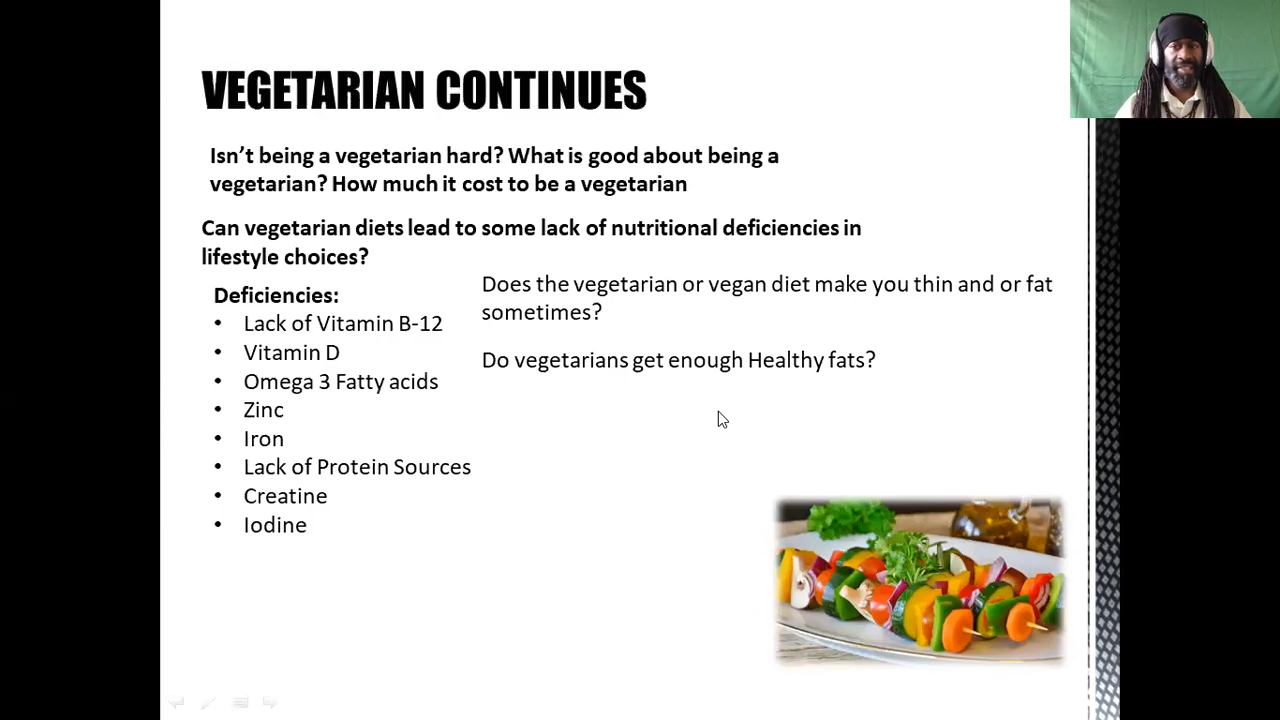 VEGETARIAN CONTINUES
Isn't being a vegetarian hard? What is good about being a
vegetarian? How much it cost to be a vegetarian
Can vegetarian diets lead to some lack of nutritional deficiencies in
lifestyle choices?
Deficiencies:
• Lack of Vitamin B-12
• Vitamin D
• Omega 3 Fatty acids
• Zinc
• Iron
• Lack of Protein Sources
• Creatine
• Iodine
Does the vegetarian or vegan diet make you thin and or fat
sometimes?
Do vegetarians get enough Healthy fats?